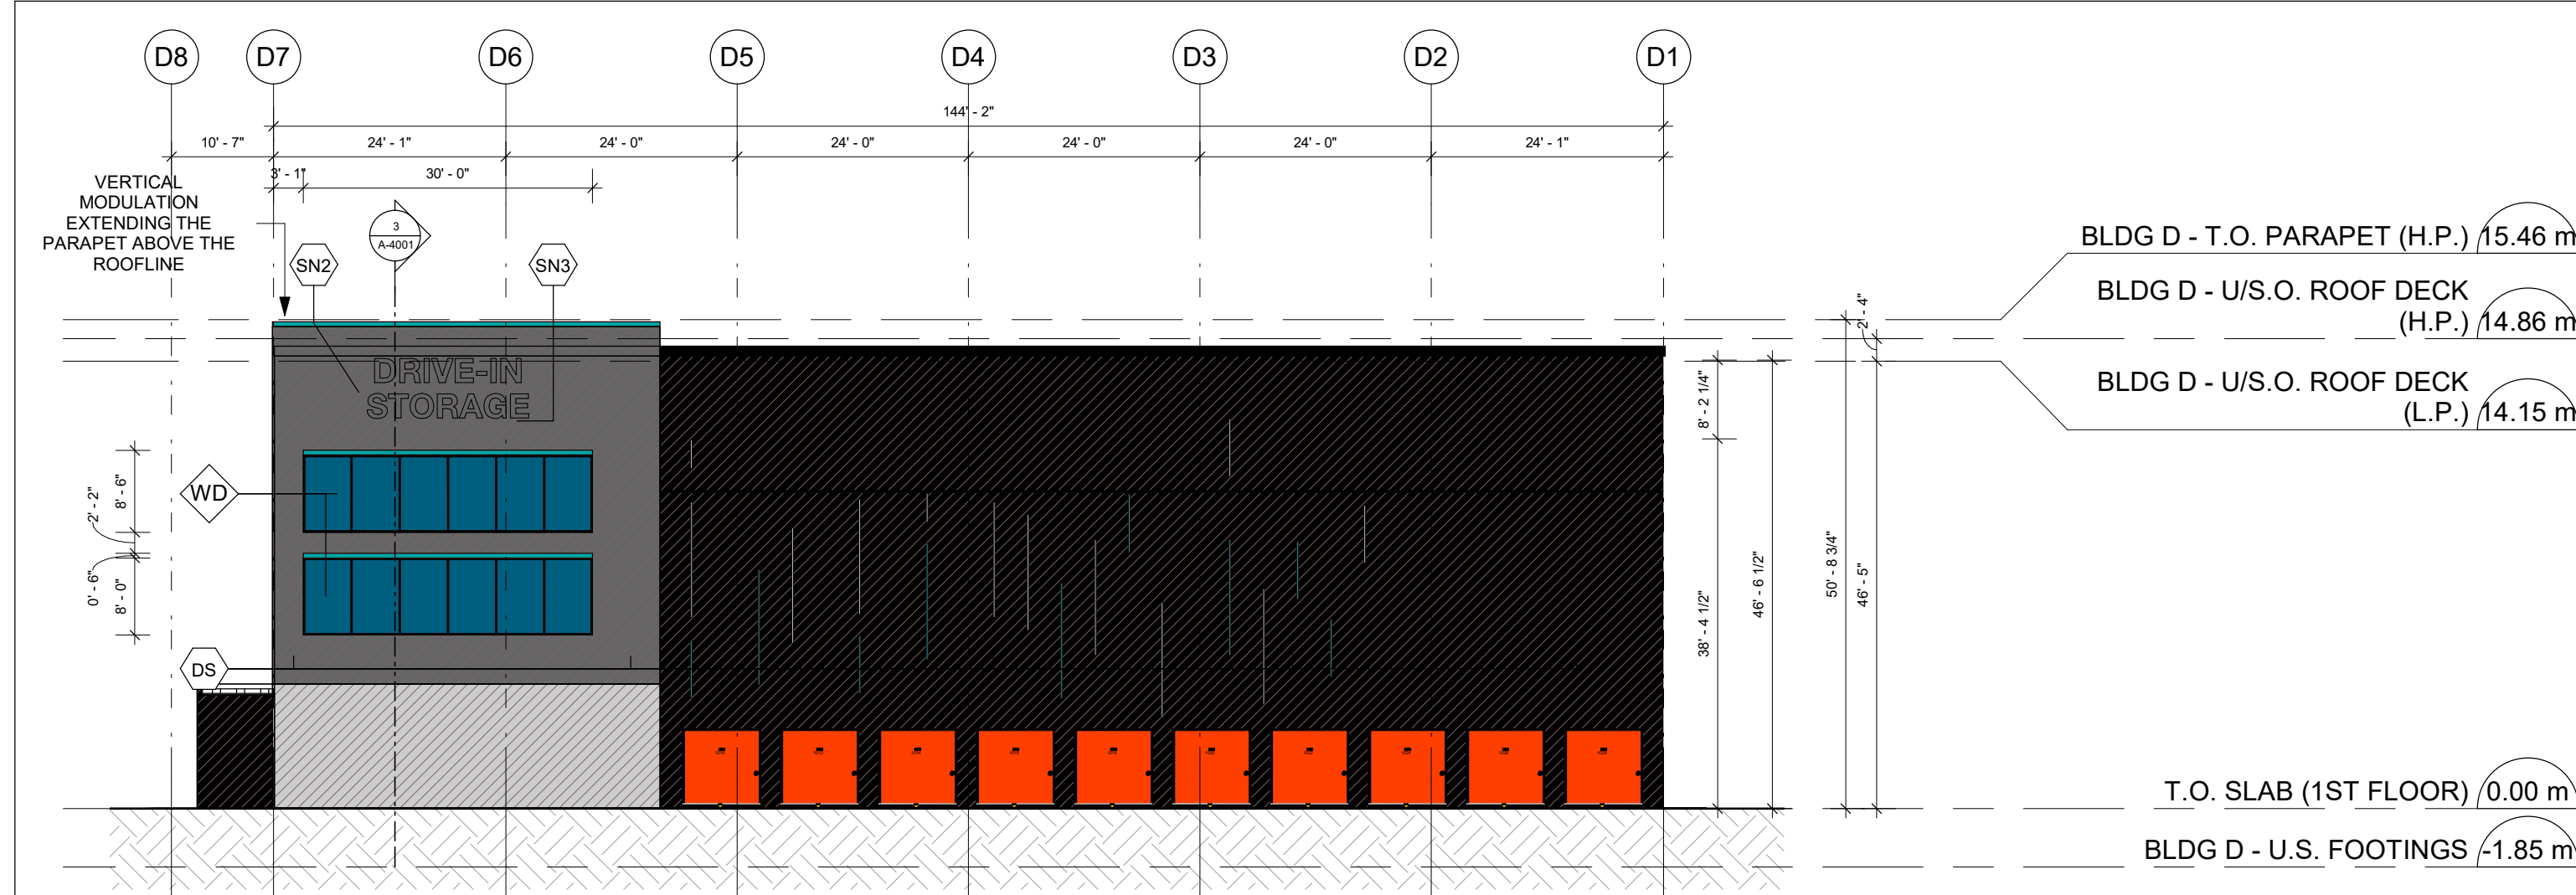 D8
D7
D6
D5
D4
D3
D2
D1
144' - 2"
10' - 7"
24' - 1"
24' - 0"
24' - 0"
24' - 0"
24' - 0"
24' - 1"
3' - 1"
30' - 0"
VERTICAL
MODULATION
EXTENDING THE
PARAPET ABOVE THE
ROOFLINE
3
A-4001
SN2
SN3
BLDG D - T.O. PARAPET (H.P.) 15.46 m
BLDG D - U/S.O. ROOF DECK
(H.P.) 14.86 m
BLDG D - U/S.O. ROOF DECK
(L.P.) 14.15 m
2' - 4"
DRIVE-IN
STORAGE
8' - 2 1/4"
WD
8' - 6"
2' - 2"
0' - 6"
8' - 0"
38' - 4 1/2"
46' - 6 1/2"
50' - 8 3/4"
46' - 5"
DS
T.O. SLAB (1ST FLOOR) 0.00 m
BLDG D - U.S. FOOTINGS -1.85 m